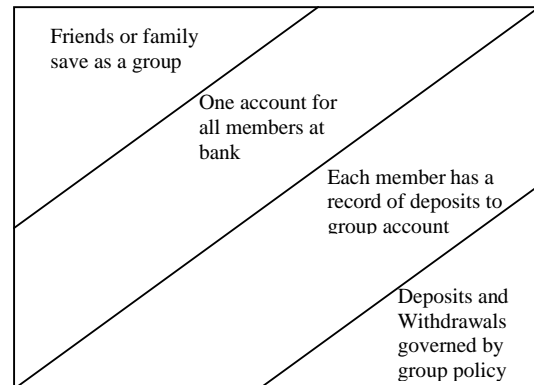 Friends or family
save as a group
One account for
all members at
bank
Each member has a
record of deposits to
group account
Deposits and
Withdrawals
governed by
group policy